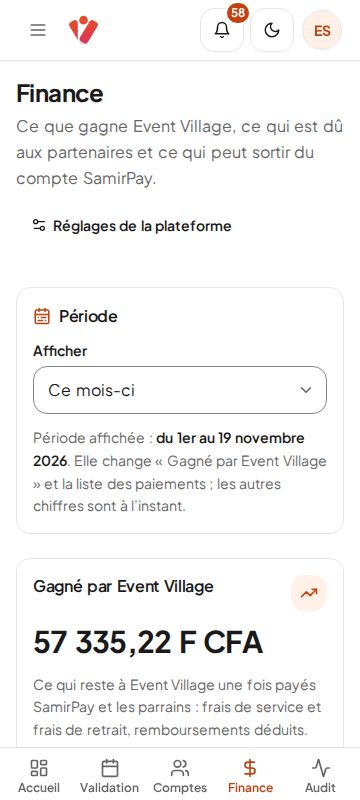 58
ES
Finance
Ce que gagne Event Village, ce qui est dû
aux partenaires et ce qui peut sortir du
compte SamirPay.
Réglages de la plateforme
Période
Afficher
Ce mois-ci
Période affichée : du 1er au 19 novembre
2026. Elle change « Gagné par Event Village
» et la liste des paiements ; les autres
chiffres sont à l'instant.
Gagné par Event Village
57 335,22 F CFA
Ce qui reste à Event Village une fois payés
SamirPay et les parrains : frais de service et
frais de retrait, remboursements déduits.
Accueil
Validation
Comptes
Finance
Audit